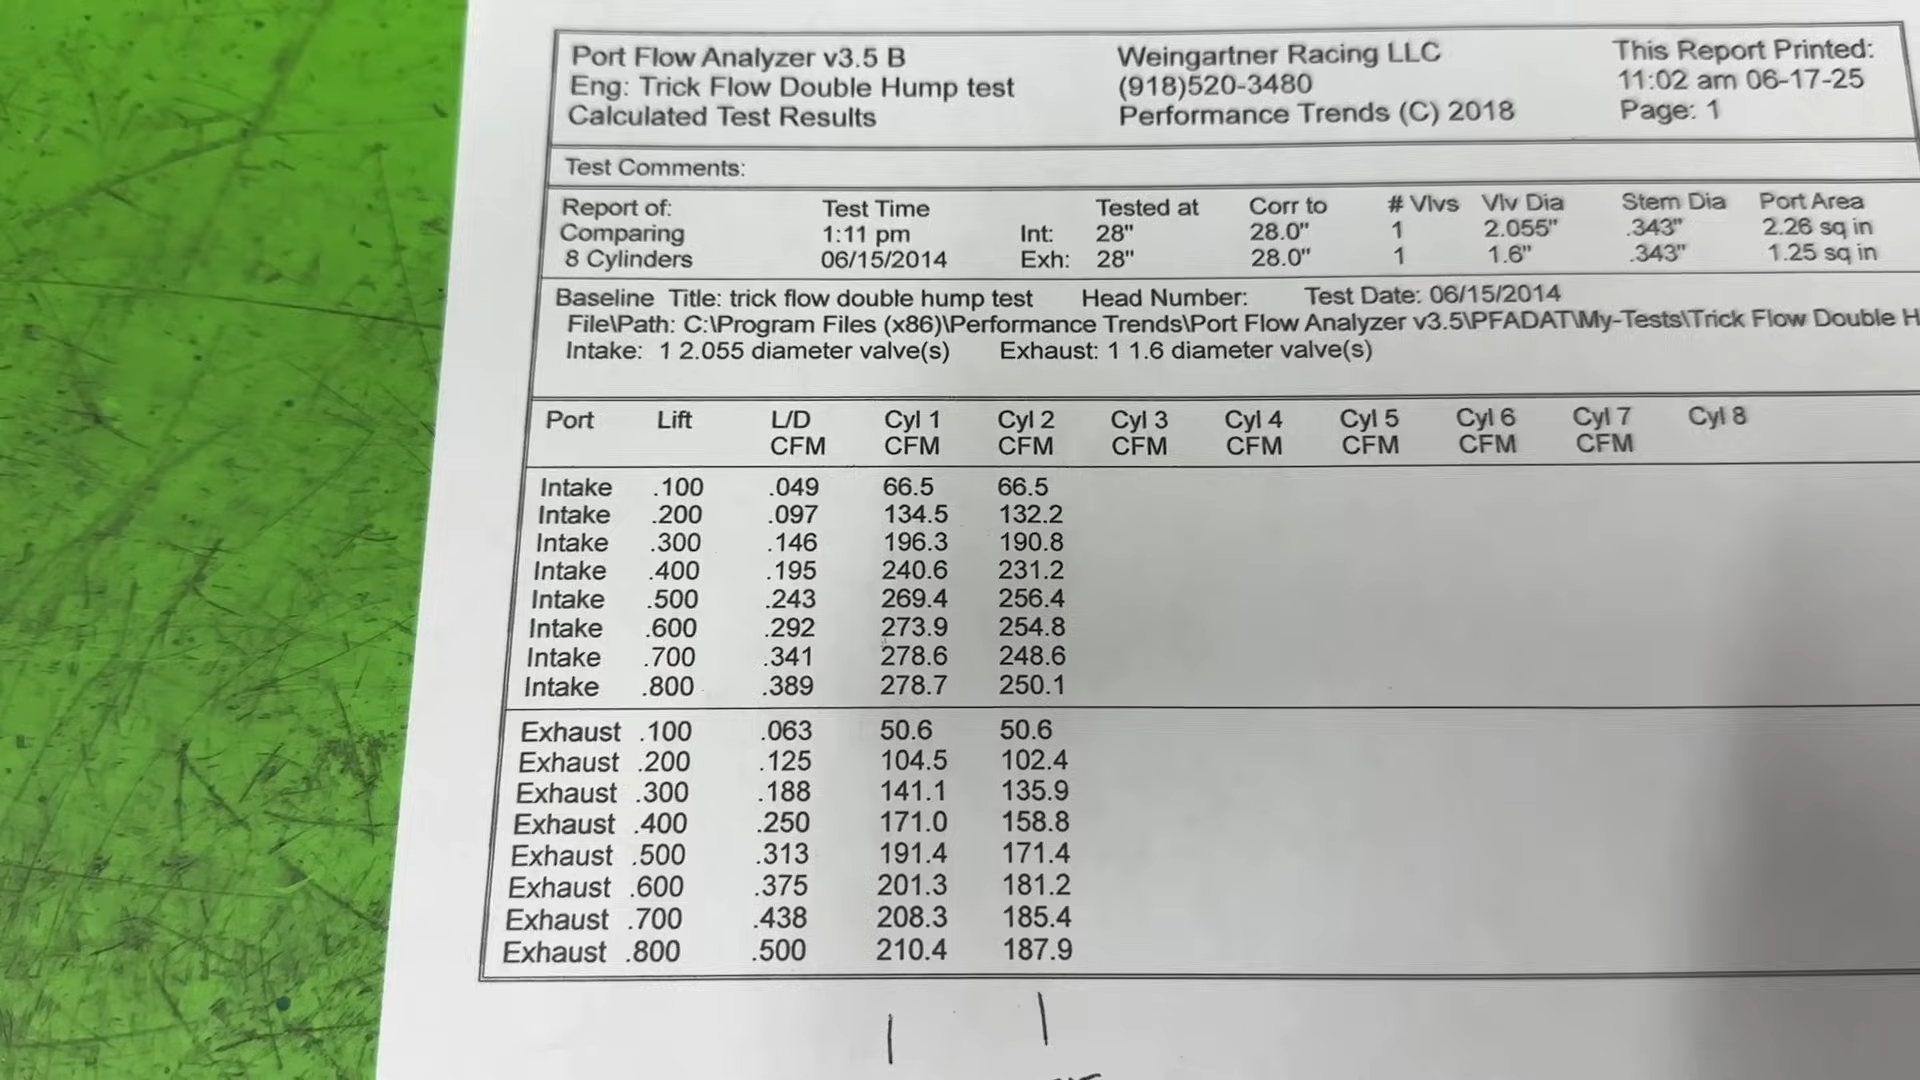 Port Flow Analyzer v3.5 B Weingartner Racing LLC This Report Printed:
Eng: Trick Flow Double Hump test (918)520-3480 11:02 am 06-17-25
Calculated Test Results Performance Trends (C) 2018 Page: 1
Test Comments:
Report of: Test Time Tested at Corr to # Vlvs Vlv Dia Stem Dia Port Area
Comparing 1:11 pm Int: 28" 28.0" 1 2.055" .343" 2.26 sq in
8 Cylinders 06/15/2014 Exh: 28" 28.0" 1 1.6" .343" 1.25 sq in
Baseline Title: trick flow double hump test Head Number: Test Date: 06/15/2014
File\Path: C:\Program Files (x86)\Performance Trends\Port Flow Analyzer v3.5\PFADAT\My-Tests\Trick Flow Double H
Intake: 1 2.055 diameter valve(s) Exhaust: 1 1.6 diameter valve(s)
Port Lift L/D Cyl 1 Cyl 2 Cyl 3 Cyl 4 Cyl 5 Cyl 6 Cyl 7 Cyl 8
CFM CFM CFM CFM CFM CFM CFM CFM
Intake .100 .049 66.5 66.5
Intake .200 .097 134.5 132.2
Intake .300 .146 196.3 190.8
Intake .400 .195 240.6 231.2
Intake .500 .243 269.4 256.4
Intake .600 .292 273.9 254.8
Intake .700 .341 278.6 248.6
Intake .800 .389 278.7 250.1
Exhaust .100 .063 50.6 50.6
Exhaust .200 .125 104.5 102.4
Exhaust .300 .188 141.1 135.9
Exhaust .400 .250 171.0 158.8
Exhaust .500 .313 191.4 171.4
Exhaust .600 .375 201.3 181.2
Exhaust .700 .438 208.3 185.4
Exhaust .800 .500 210.4 187.9